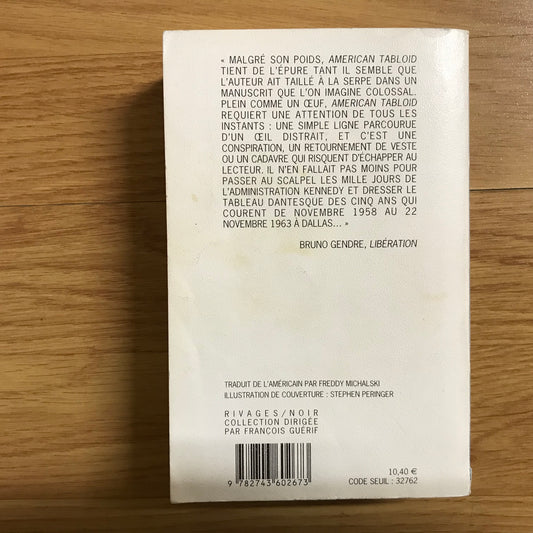 « MALGRÉ SON POIDS, AMERICAN TABLOID
TIENT DE L'ÉPURE TANT IL SEMBLE QUE
L'AUTEUR AIT TAILLÉ À LA SERPE DANS UN
MANUSCRIT QUE L'ON IMAGINE COLOSSAL.
PLEIN COMME UN ŒUF, AMERICAN TABLOID
REQUIERT UNE ATTENTION DE TOUS LES
INSTANTS : UNE SIMPLE LIGNE PARCOURUE
D'UN ŒIL DISTRAIT, ET C'EST UNE
CONSPIRATION, UN RETOURNEMENT DE VESTE
OU UN CADAVRE QUI RISQUENT D'ÉCHAPPER AU
LECTEUR. IL N'EN FALLAIT PAS MOINS POUR
PASSER AU SCALPEL LES MILLE JOURS DE
L'ADMINISTRATION KENNEDY ET DRESSER LE
TABLEAU DANTESQUE DES CINQ ANS QUI
COURENT DE NOVEMBRE 1958 AU 22
NOVEMBRE 1963 À DALLAS... »
BRUNO GENDRE, LIBÉRATION
TRADUIT DE L'AMÉRICAIN PAR FREDDY MICHALSKI
ILLUSTRATION DE COUVERTURE : STEPHEN PERINGER
RIVAGES/NOIR
COLLECTION DIRIGÉE
PAR FRANÇOIS GUÉRIF
9 782743 602673
10,40 €
CODE SEUIL : 32762